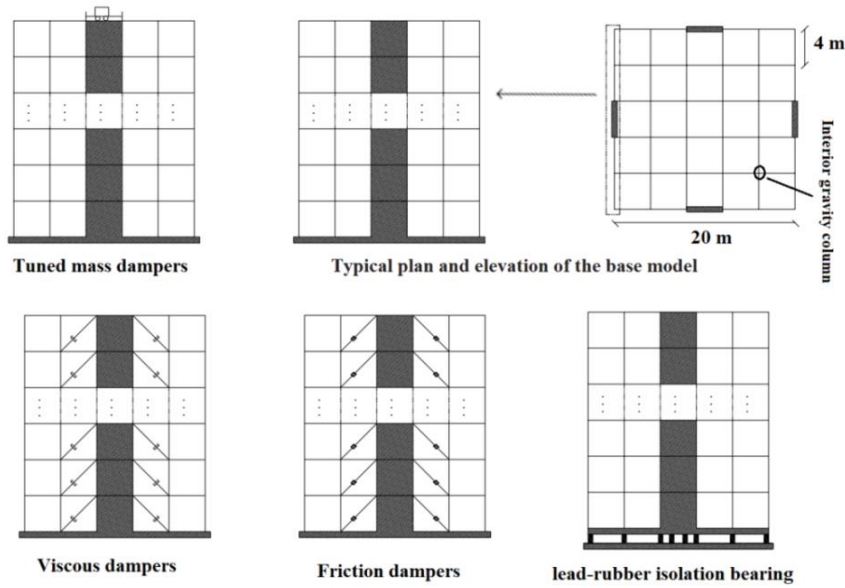 4 m
Interior gravity
column
20 m
Tuned mass dampers
Typical plan and elevation of the base model
Viscous dampers
Friction dampers
lead-rubber isolation bearing